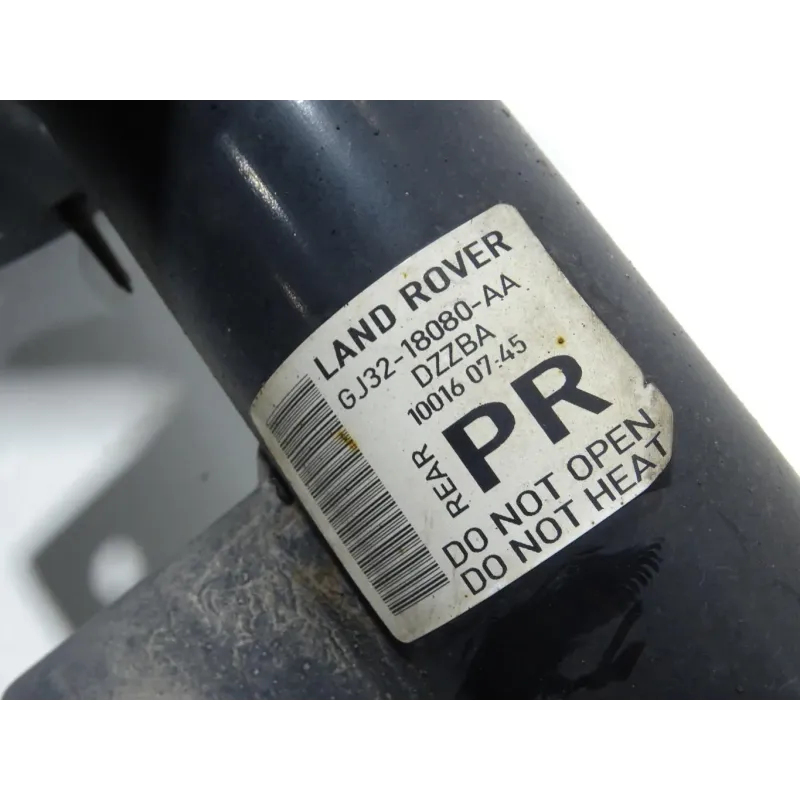 LAND ROVER
GJ32-18080-AA
DZZBA
10016 07:45
REAR
PR
DO NOT OPEN
DO NOT HEAT